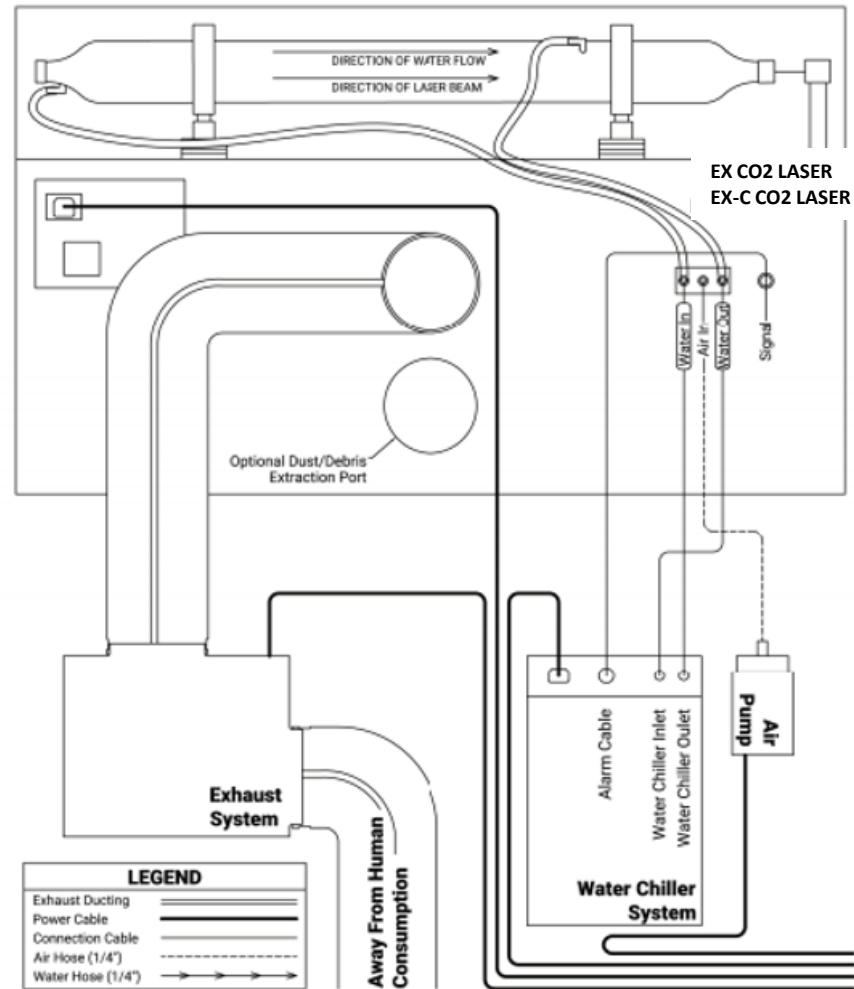 DIRECTION OF WATER FLOW
DIRECTION OF LASER BEAM
EX CO2 LASER
EX-C CO2 LASER
Water In
Air In
Water Out
Signal
Optional Dust/Debris
Extraction Port
Alarm Cable
Water Chiller Inlet
Water Chiller Oulet
Air
Pump
Exhaust
System
Water Chiller
System
Away From Human
Consumption
LEGEND
Exhaust Ducting
Power Cable
Connection Cable
Air Hose (1/4")
Water Hose (1/4")